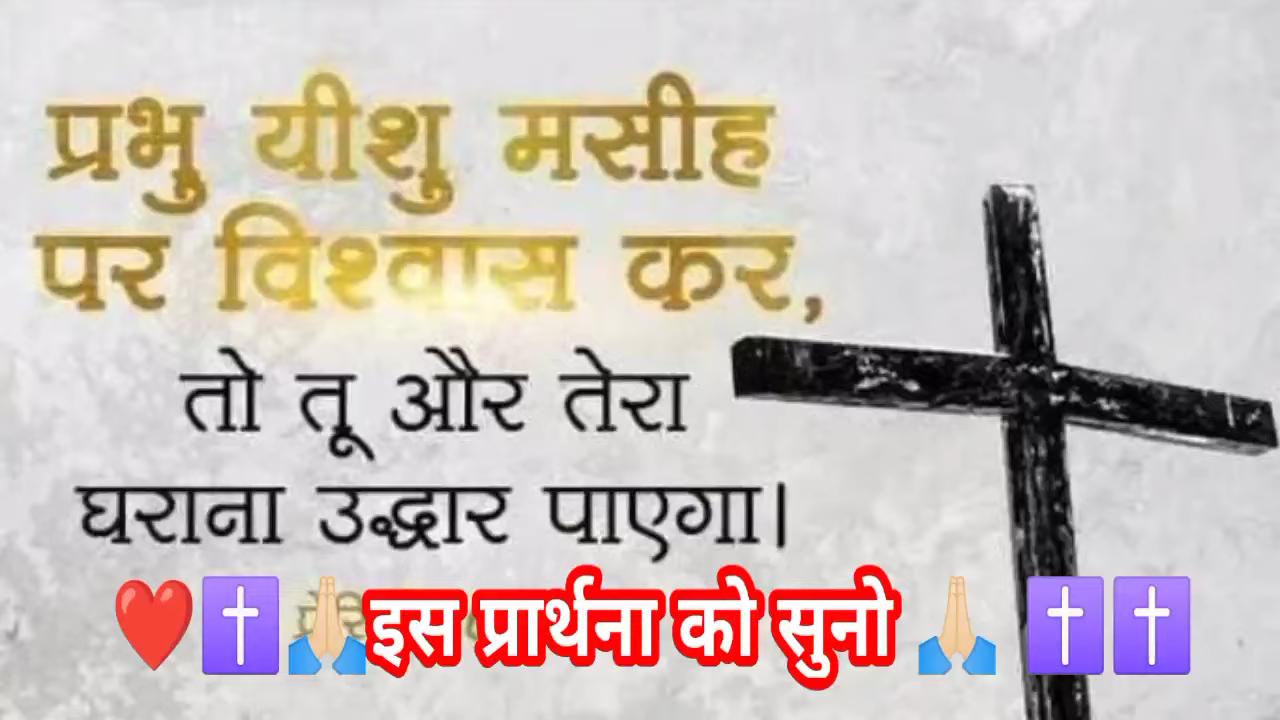 प्रभु यीशु मसीह
पर विश्वास कर,
तो तू और तेरा
घराना उद्धार पाएगा।
❤️✝️🙏🏻इस प्रार्थना को सुनो 🙏🏻 ✝️✝️